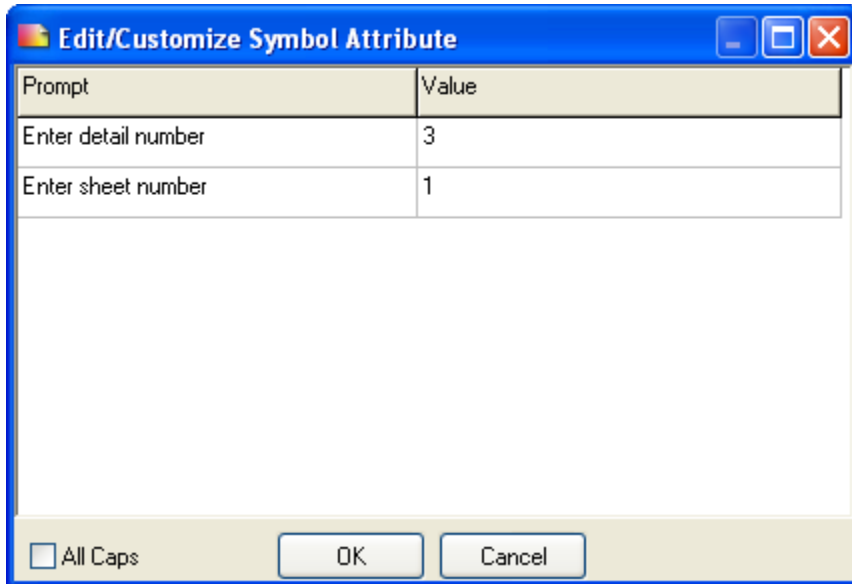 Edit/Customize Symbol Attribute
Prompt Value
Enter detail number 3
Enter sheet number 1
All Caps OK Cancel